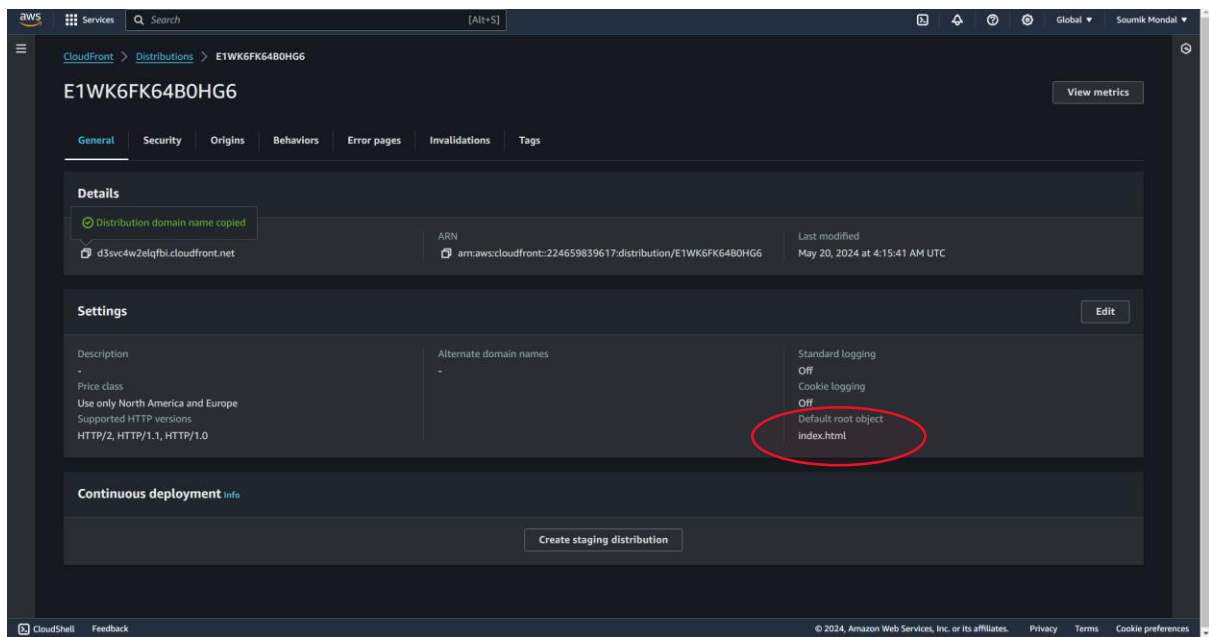 aws Services Search [Alt+S] Global ▼ Soumik Mondal ▼
CloudFront > Distributions > E1WK6FK64B0HG6
E1WK6FK64B0HG6
View metrics
General Security Origins Behaviors Error pages Invalidations Tags
Details
Distribution domain name copied
d3svc4w2elqfbi.cloudfront.net
ARN
arn:aws:cloudfront::224659839617:distribution/E1WK6FK64B0HG6
Last modified
May 20, 2024 at 4:15:41 AM UTC
Settings
Edit
Description
-
Price class
Use only North America and Europe
Supported HTTP versions
HTTP/2, HTTP/1.1, HTTP/1.0
Alternate domain names
-
Standard logging
Off
Cookie logging
Off
Default root object
index.html
Continuous deployment Info
Create staging distribution
CloudShell Feedback © 2024, Amazon Web Services, Inc. or its affiliates. Privacy Terms Cookie preferences